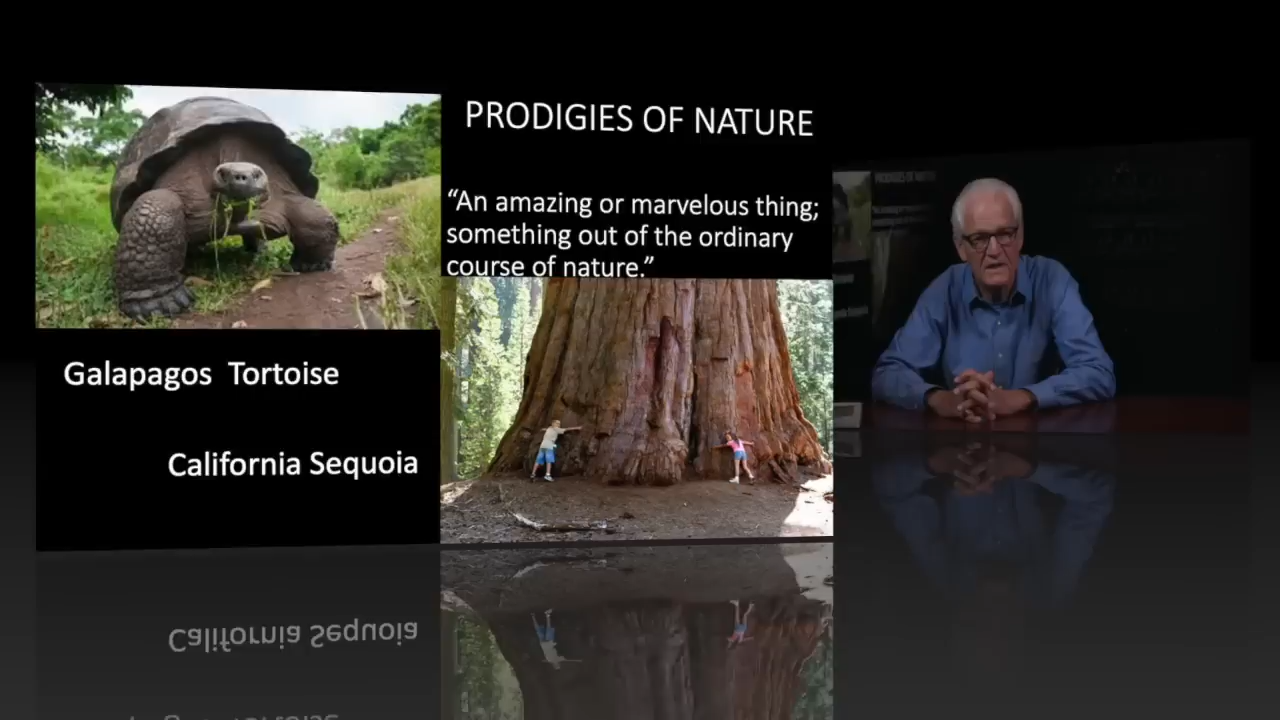 PRODIGIES OF NATURE
“An amazing or marvelous thing;
something out of the ordinary
course of nature.”
Galapagos Tortoise
California Sequoia